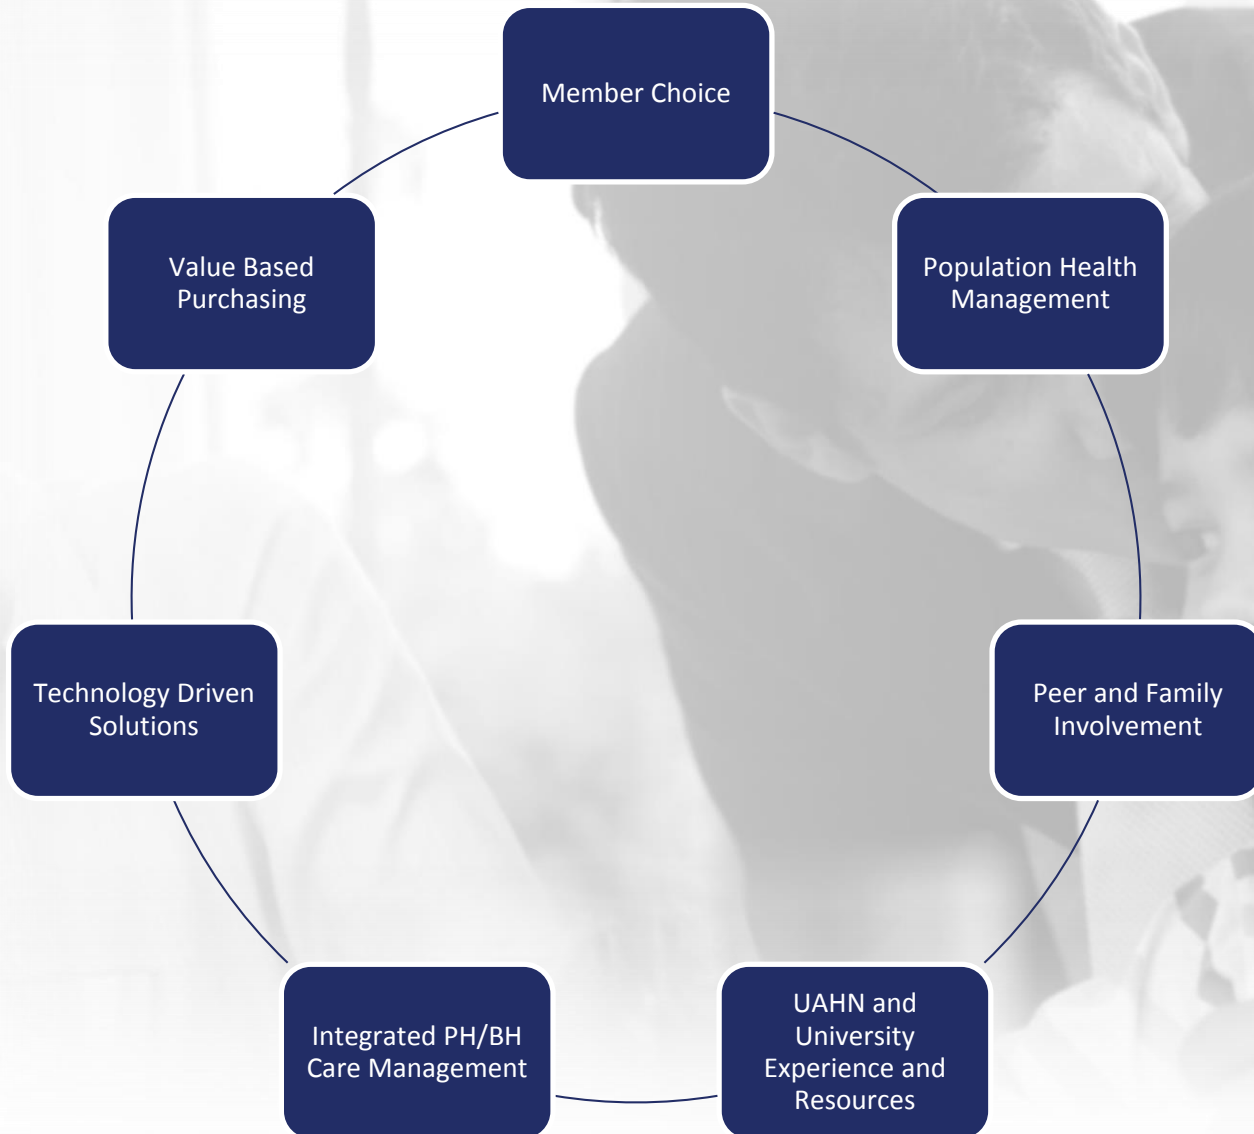 Member Choice
Population Health
Management
Peer and Family
Involvement
UAHN and
University
Experience and
Resources
Integrated PH/BH
Care Management
Technology Driven
Solutions
Value Based
Purchasing